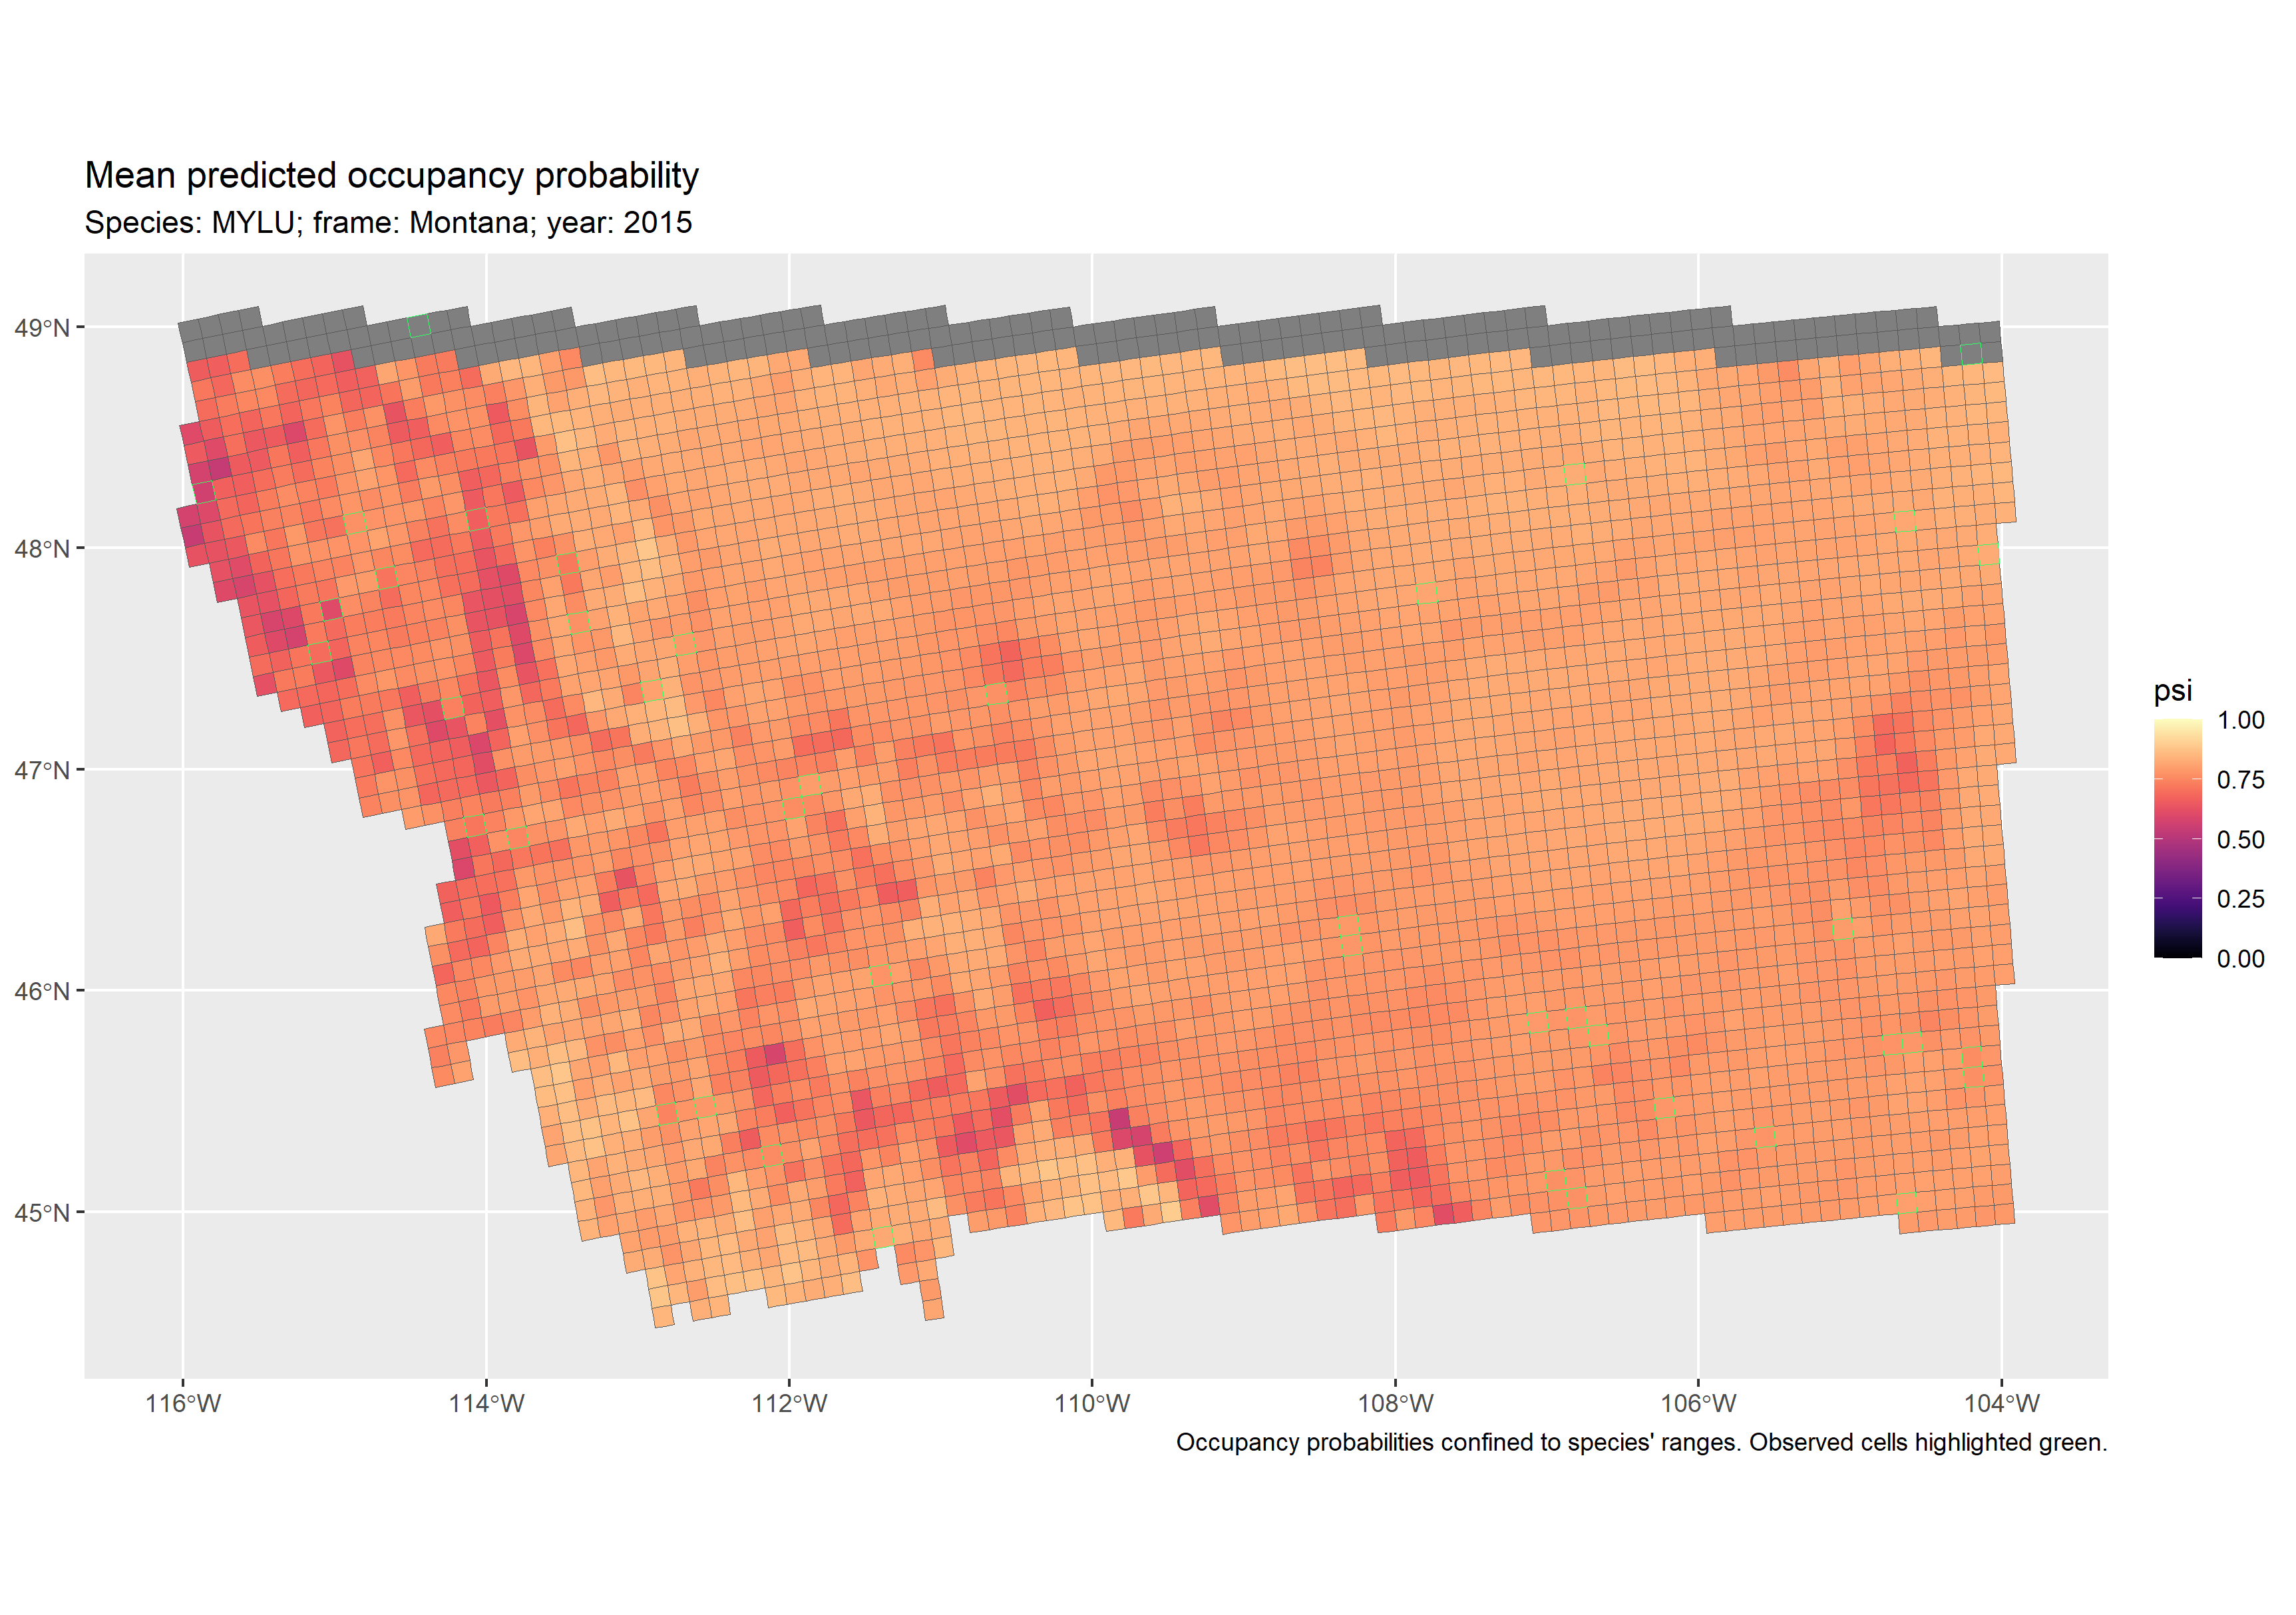 Mean predicted occupancy probability
Species: MYLU; frame: Montana; year: 2015
49°N
48°N
47°N
46°N
45°N
116°W
114°W
112°W
110°W
108°W
106°W
104°W
psi
1.00
0.75
0.50
0.25
0.00
Occupancy probabilities confined to species' ranges. Observed cells highlighted green.